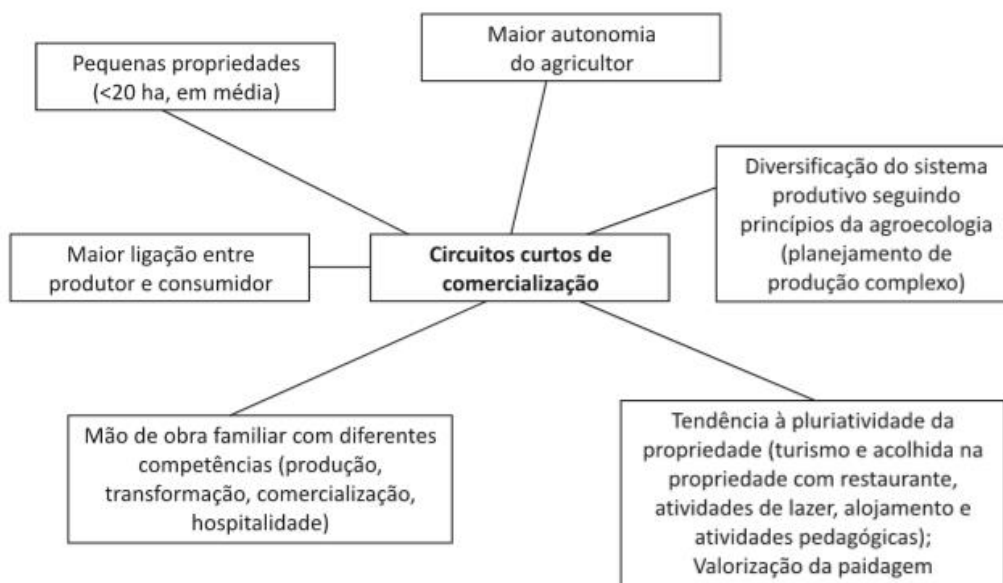 Maior autonomia
do agricultor
Pequenas propriedades
(<20 ha, em média)
Diversificação do sistema
produtivo seguindo
princípios da agroecologia
(planejamento de
produção complexo)
Maior ligação entre
produtor e consumidor
Circuitos curtos de
comercialização
Mão de obra familiar com diferentes
competências (produção,
transformação, comercialização,
hospitalidade)
Tendência à pluriatividade da
propriedade (turismo e acolhida na
propriedade com restaurante,
atividades de lazer, alojamento e
atividades pedagógicas);
Valorização da paidagem